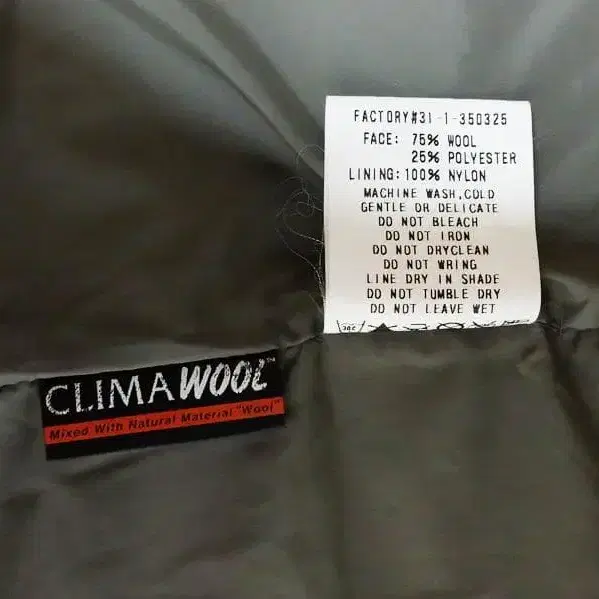 FACTORY#31-1-350325
FACE: 75% WOOL
25% POLYESTER
LINING: 100% NYLON
MACHINE WASH,COLD
GENTLE OR DELICATE
DO NOT BLEACH
DO NOT IRON
DO NOT DRYCLEAN
DO NOT WRING
LINE DRY IN SHADE
DO NOT TUMBLE DRY
DO NOT LEAVE WET
CLIMAWOOL™
Mixed With Natural Material "Wool"